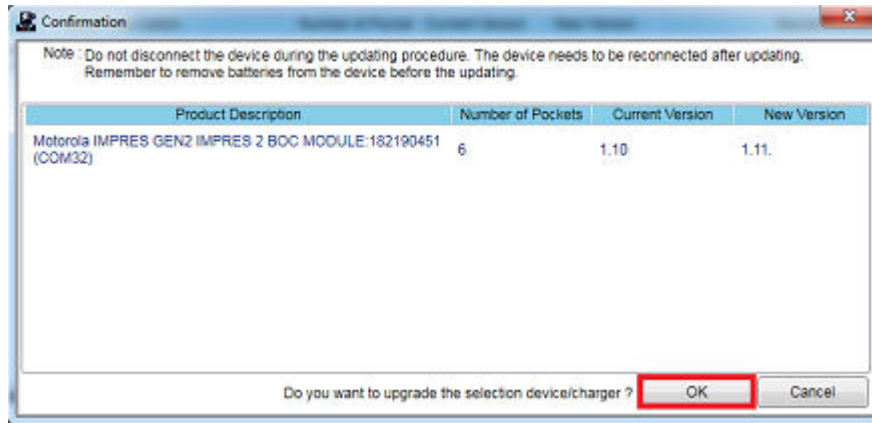 Confirmation
Note : Do not disconnect the device during the updating procedure. The device needs to be reconnected after updating.
Remember to remove batteries from the device before the updating.
Product Description Number of Pockets Current Version New Version
Motorola IMPRES GEN2 IMPRES 2 BOC MODULE:182190451 6 1.10 1.11.
(COM32)
Do you want to upgrade the selection device/charger ? OK Cancel